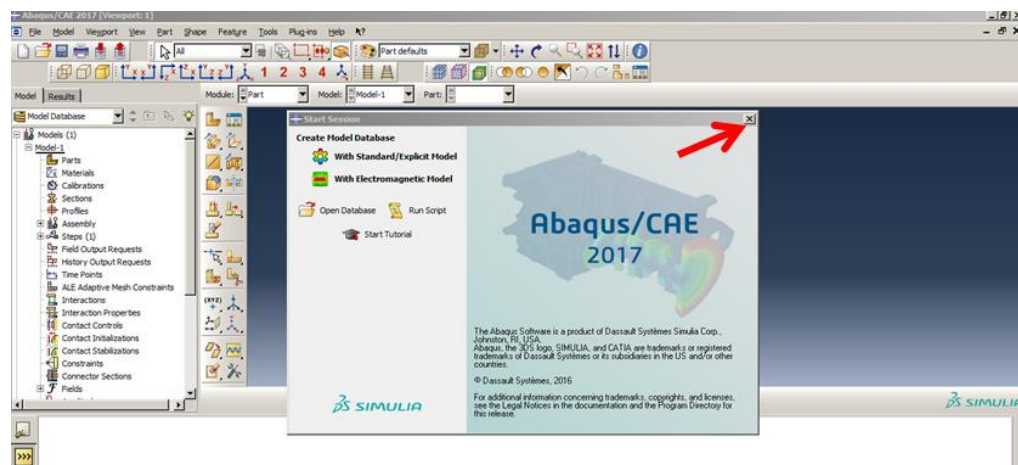 Abaqus/CAE 2017 [Viewport: 1]
File Model Viewport View Part Shape Feature Tools Plug-ins Help
All
Part defaults
1 2 3 4
Model Results
Module: Part Model: Model-1 Part:
Model Database
Models (1)
Model-1
Parts
Materials
Calibrations
Sections
Profiles
Assembly
Steps (1)
Field Output Requests
History Output Requests
Time Points
ALE Adaptive Mesh Constraints
Interactions
Interaction Properties
Contact Controls
Contact Initializations
Contact Stabilizations
Constraints
Connector Sections
Fields
(XYZ)
Start Session
Create Model Database
With Standard/Explicit Model
With Electromagnetic Model
Open Database Run Script
Start Tutorial
Abaqus/CAE
2017
The Abaqus Software is a product of Dassault Systèmes Simulia Corp.,
Johnston, RI, USA.
Abaqus, the 3DS logo, SIMULIA, and CATIA are trademarks or registered
trademarks of Dassault Systèmes or its subsidiaries in the US and/or other
countries.
© Dassault Systèmes, 2016
For additional information concerning trademarks, copyrights, and licenses,
see the Legal Notices in the documentation and the Program Directory for
this release.
SIMULIA
SIMULIA
>>>